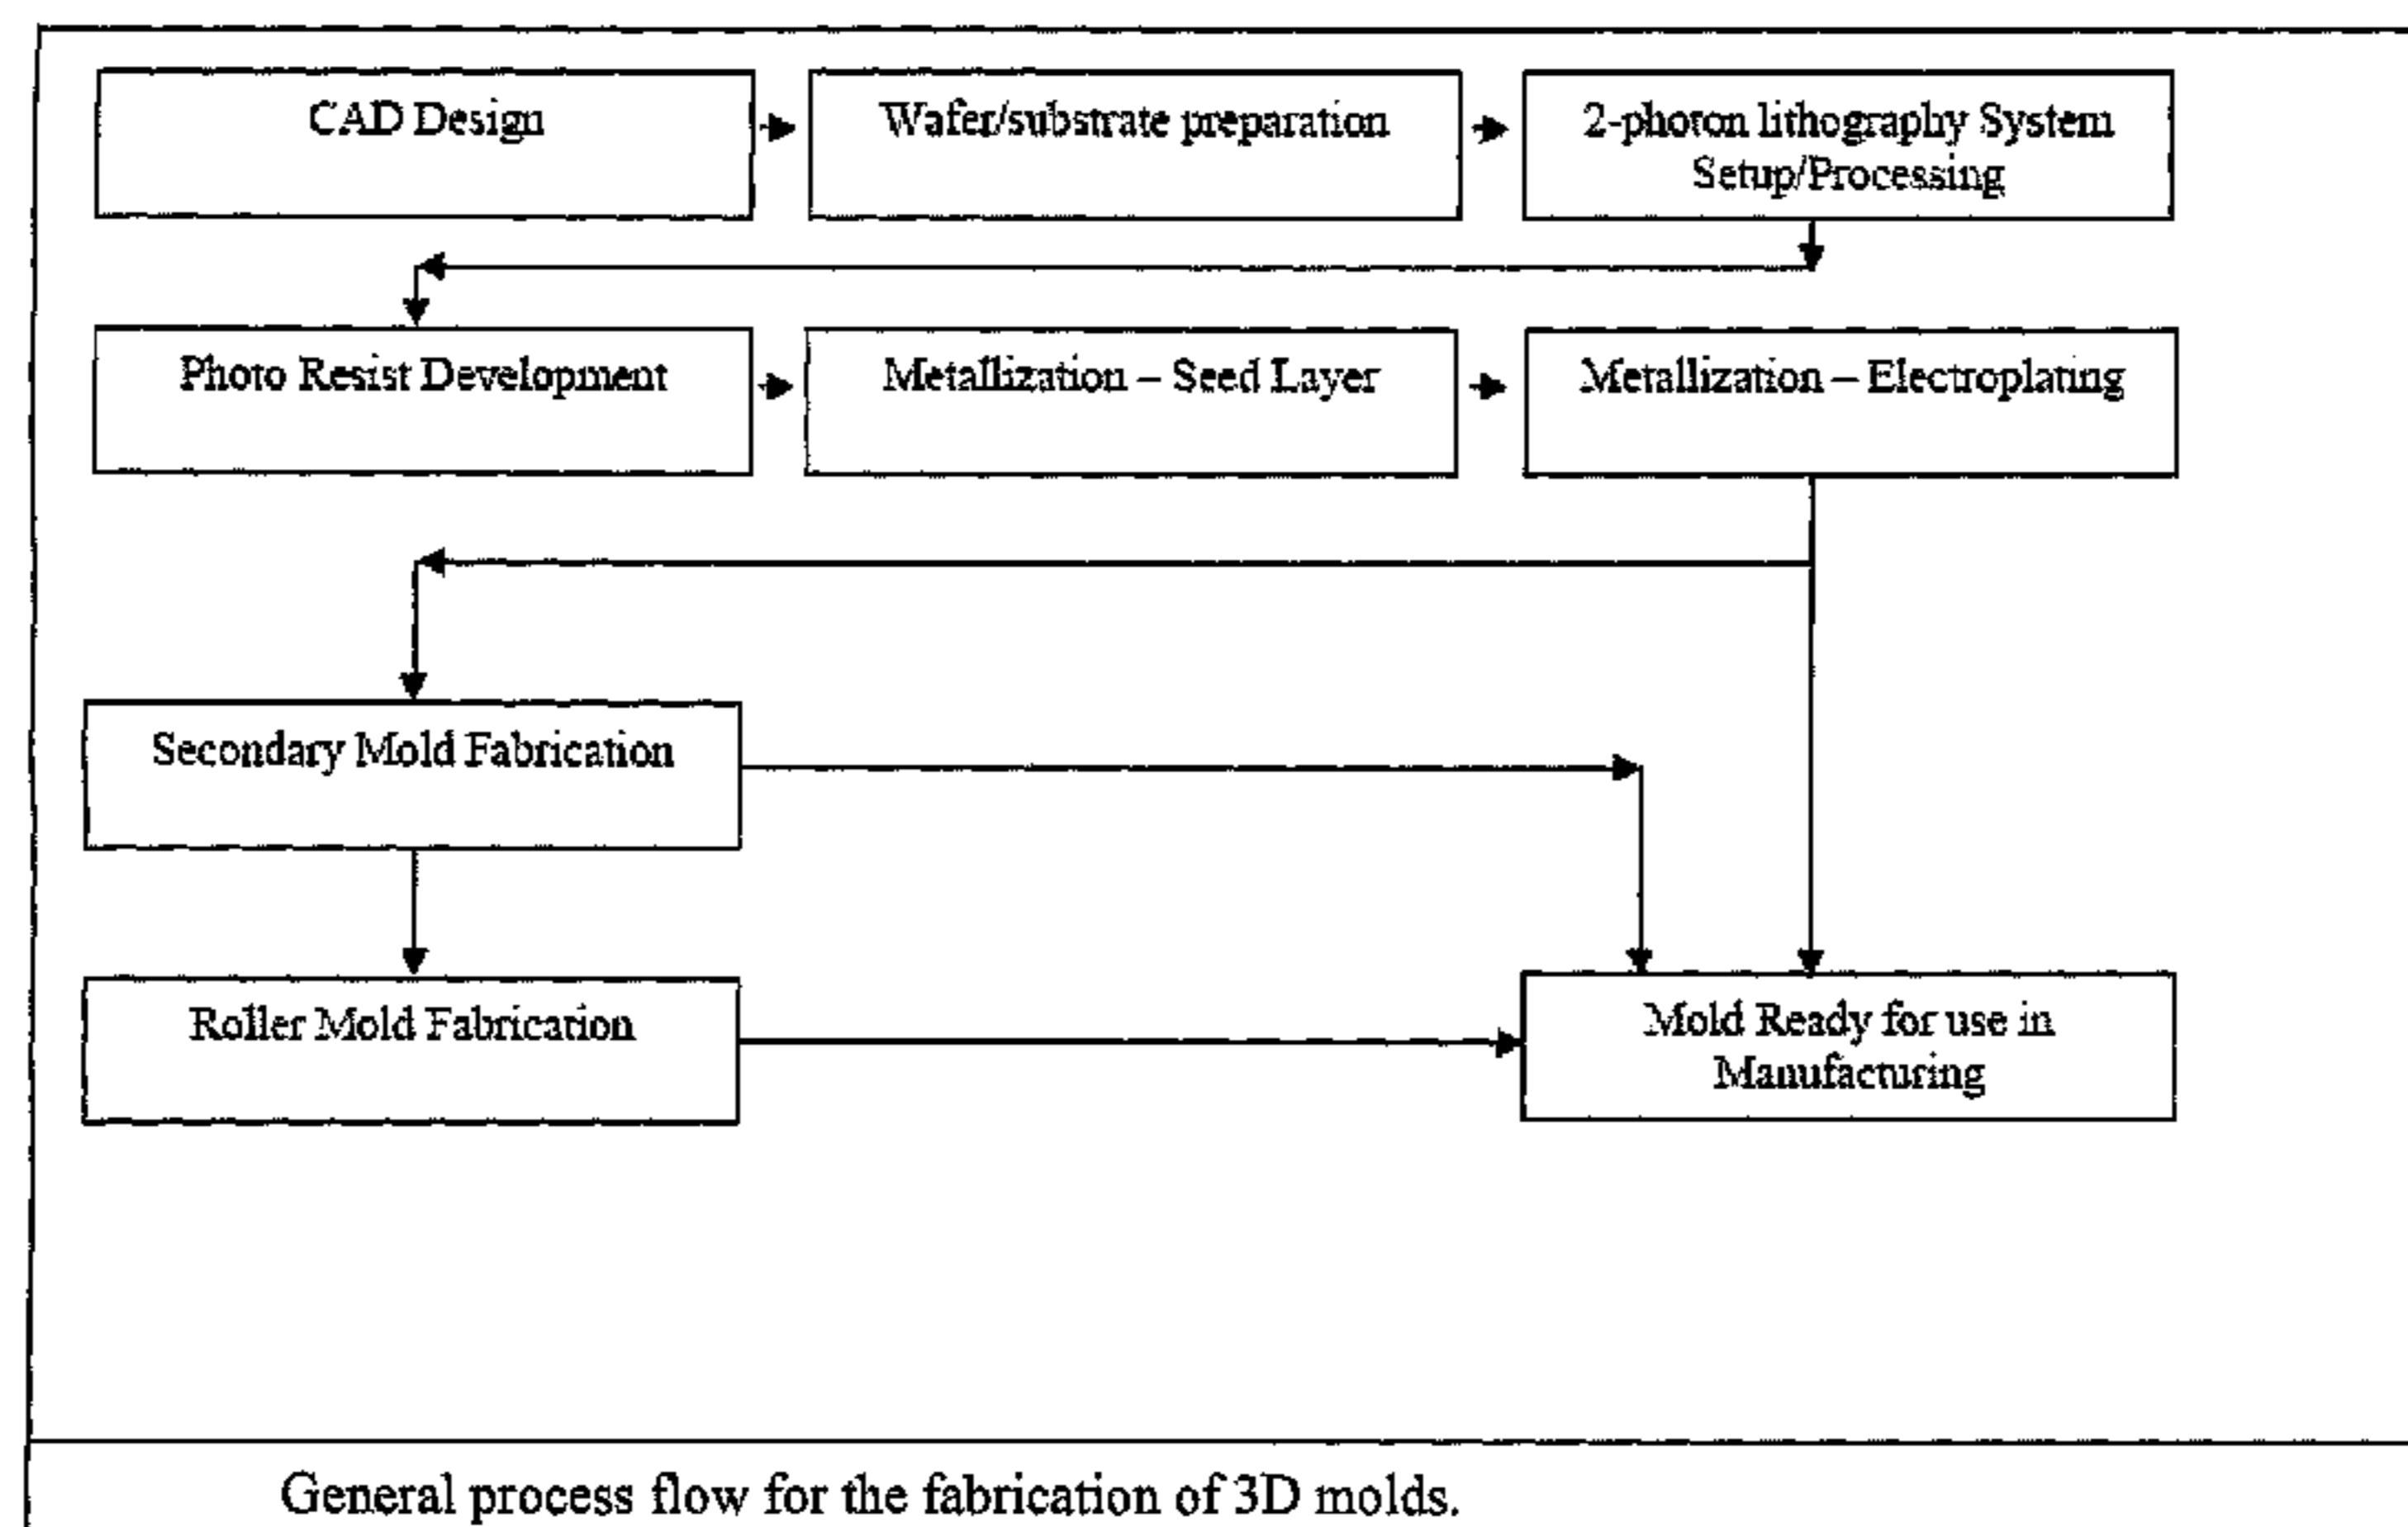 CAD Design
Wafer/substrate preparation
2-photon lithography System
Setup/Processing
Photo Resist Development
Metallization – Seed Layer
Metallization – Electroplating
Secondary Mold Fabrication
Roller Mold Fabrication
Mold Ready for use in
Manufacturing
General process flow for the fabrication of 3D molds.